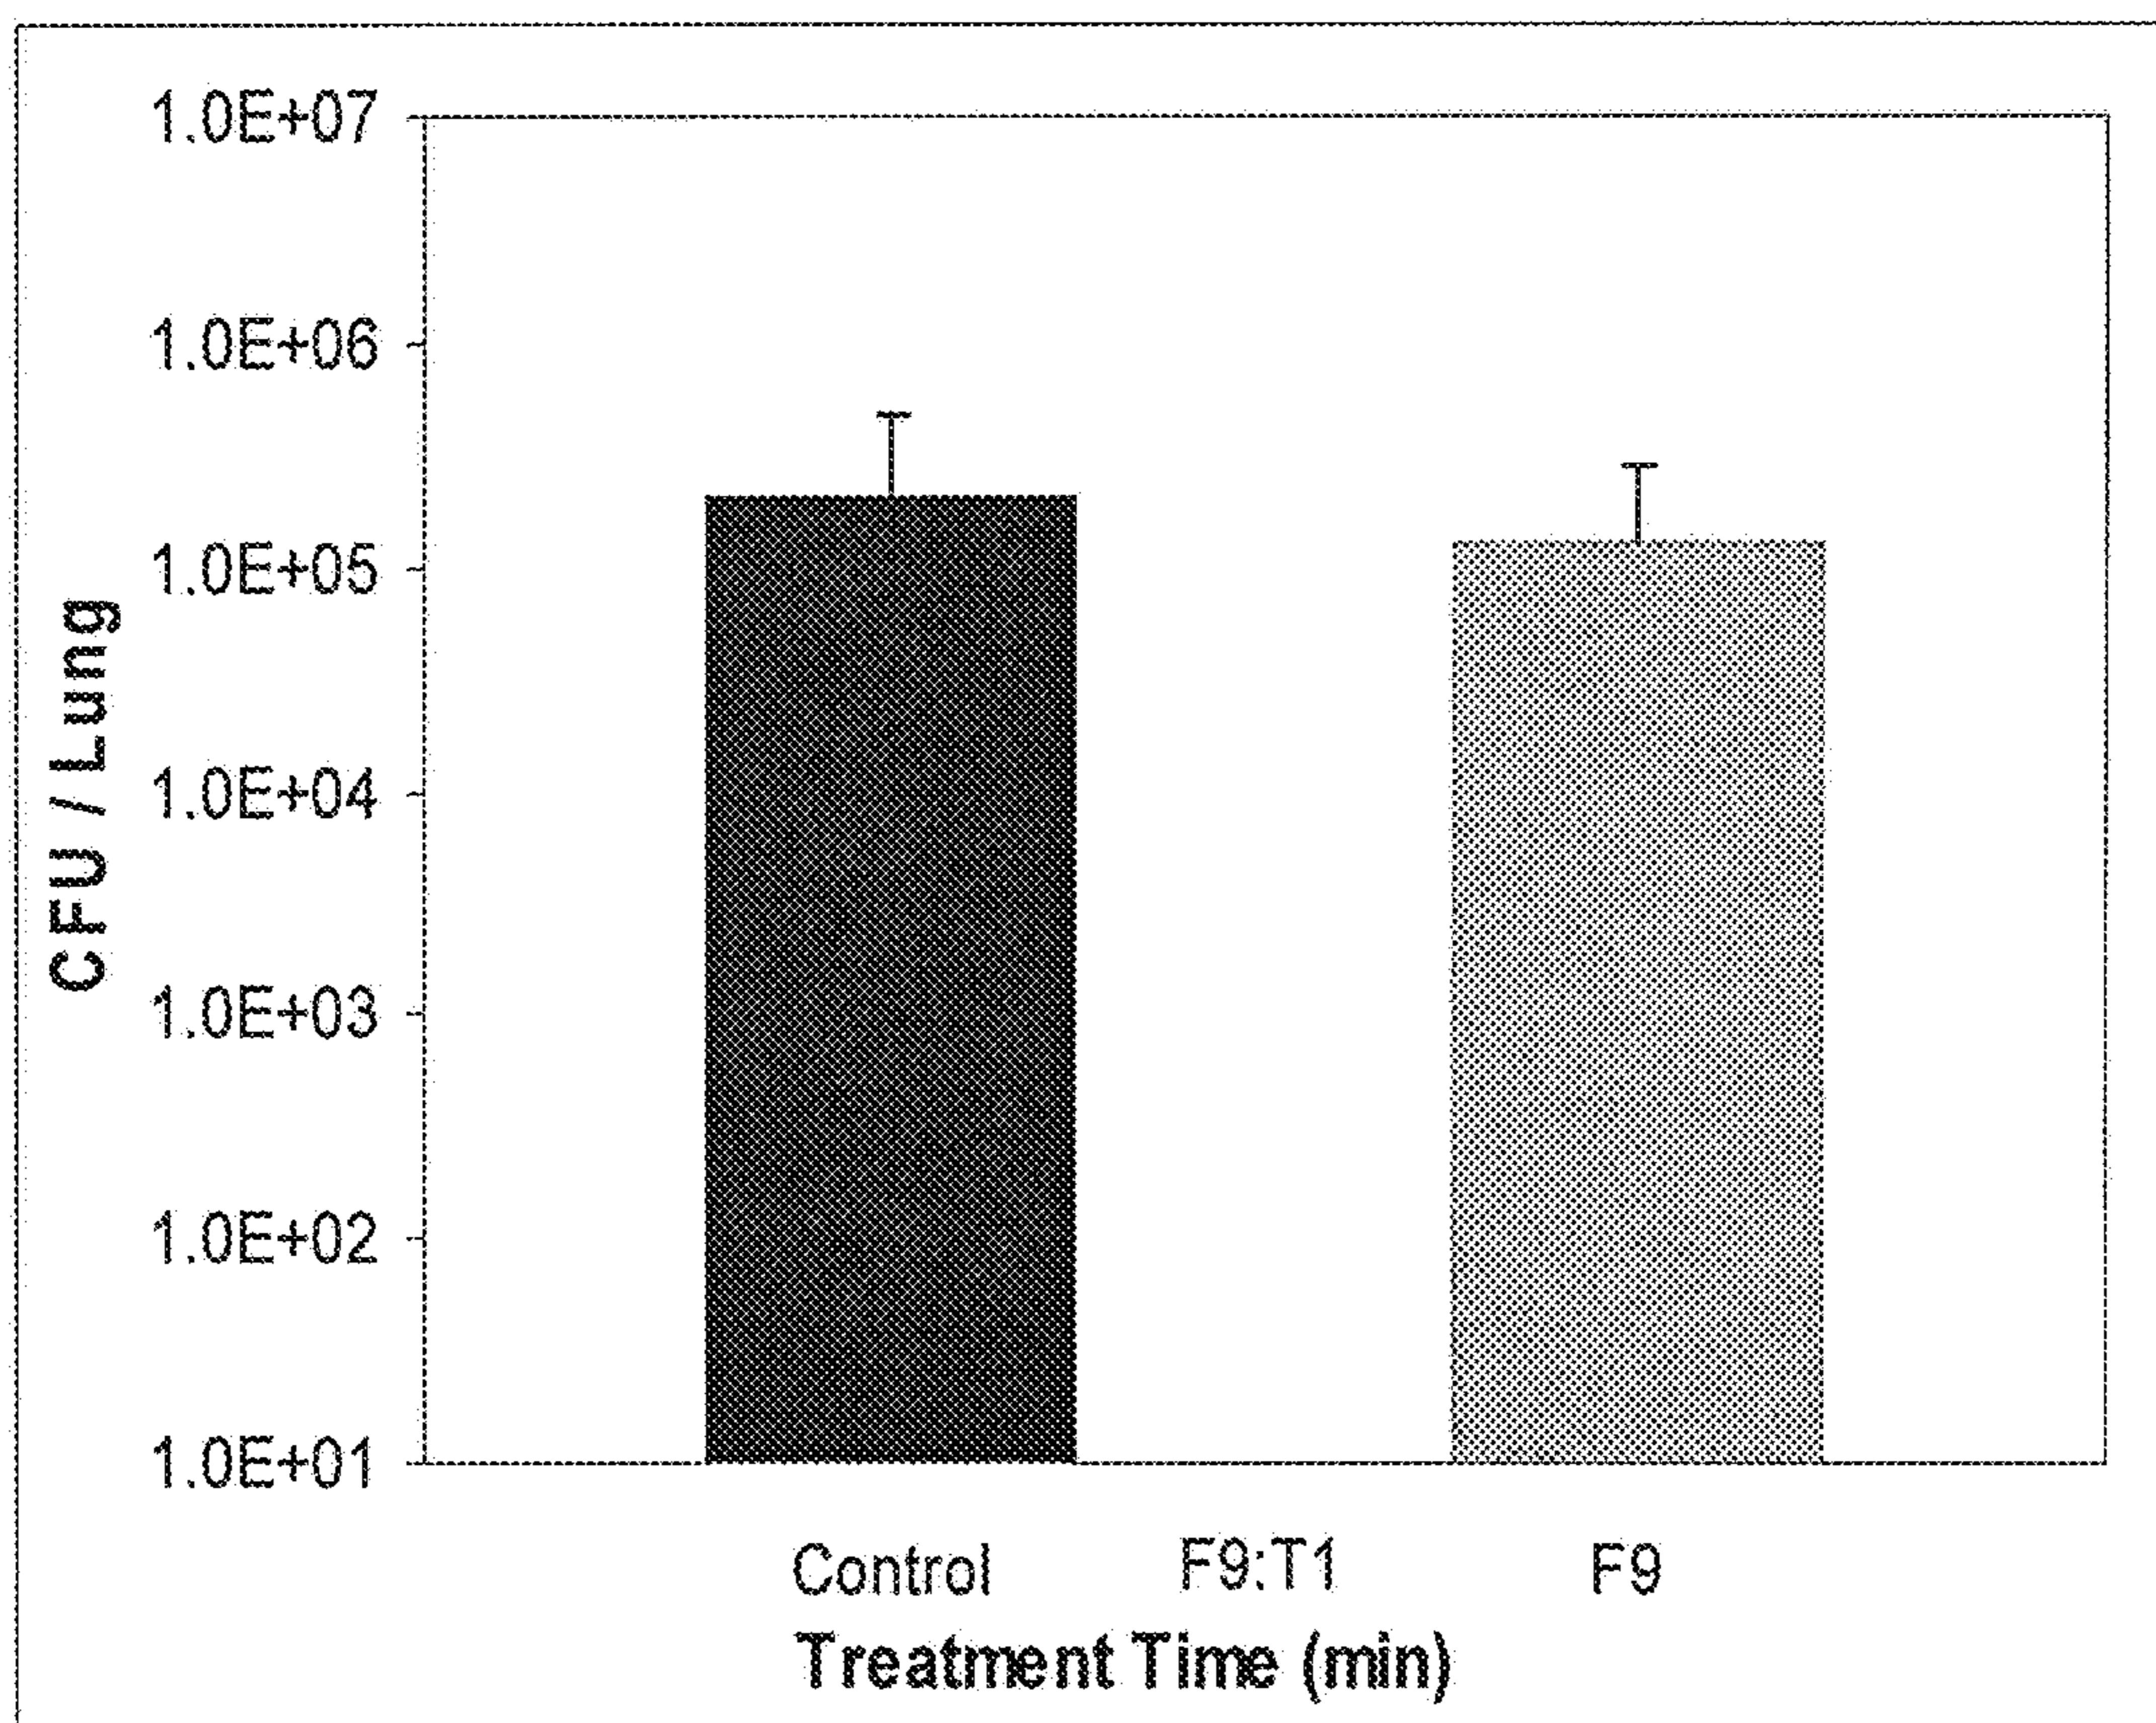 1.0E+07
1.0E+06
1.0E+05
1.0E+04
1.0E+03
1.0E+02
1.0E+01
CFU / Lung
Control F9:T1 F9
Treatment Time (min)